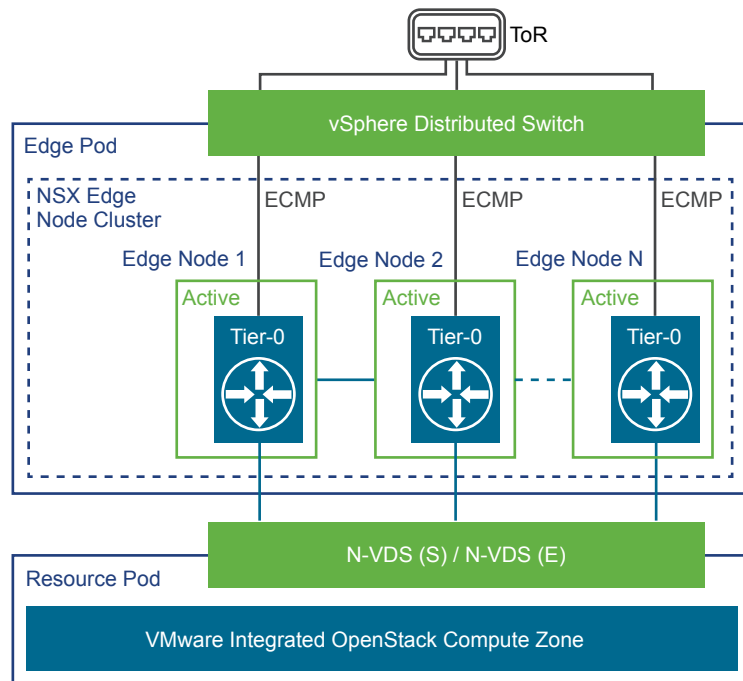 ToR
vSphere Distributed Switch
Edge Pod
NSX Edge
Node Cluster
ECMP
ECMP
ECMP
Edge Node 1
Edge Node 2
Edge Node N
Active
Active
Active
Tier-0
Tier-0
Tier-0
N-VDS (S) / N-VDS (E)
Resource Pod
VMware Integrated OpenStack Compute Zone